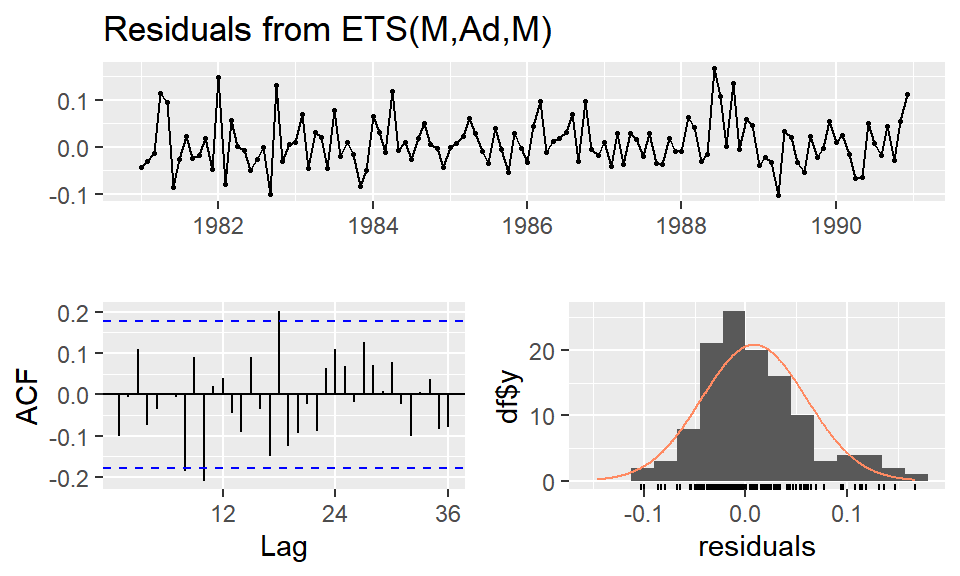 Residuals from ETS(M,Ad,M)
0.1
0.0
-0.1
1982 1984 1986 1988 1990
ACF
0.2
0.1
0.0
-0.1
-0.2
12 24 36
Lag
df$y
20
10
0
-0.1 0.0 0.1
residuals